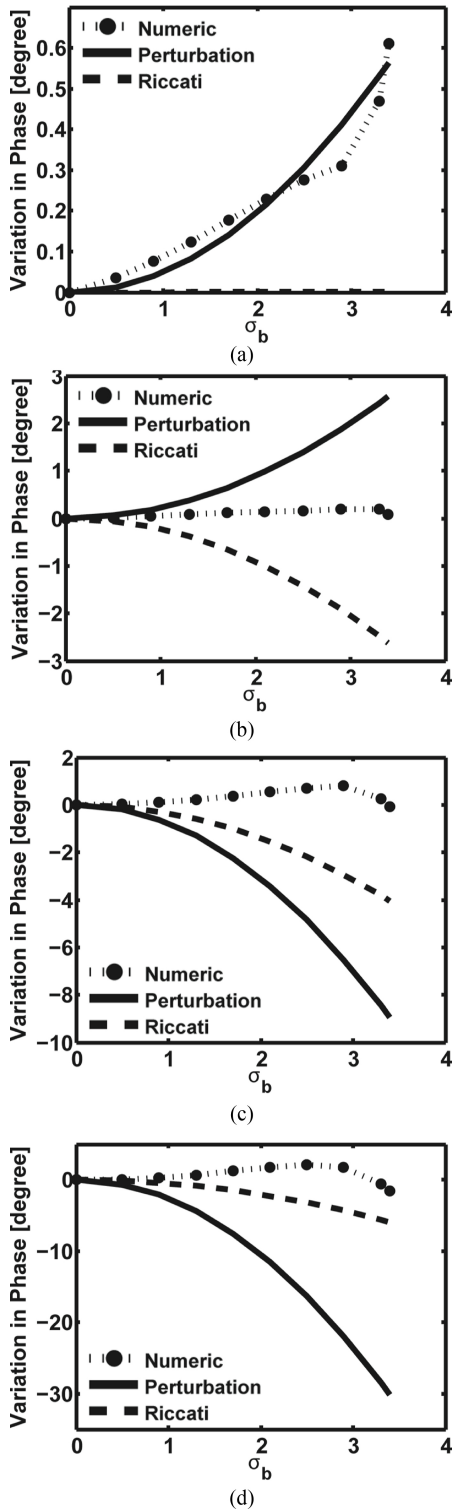 Variation in Phase [degree]
0.6
0.5
0.4
0.3
0.2
0.1
0
Numeric
Perturbation
Riccati
0 1 2 3 4
σb
(a)
Variation in Phase [degree]
3
2
1
0
−1
−2
−3
Numeric
Perturbation
Riccati
0 1 2 3 4
σb
(b)
Variation in Phase [degree]
2
0
−2
−4
−6
−8
−10
Numeric
Perturbation
Riccati
0 1 2 3 4
σb
(c)
Variation in Phase [degree]
0
−10
−20
−30
Numeric
Perturbation
Riccati
0 1 2 3 4
σb
(d)